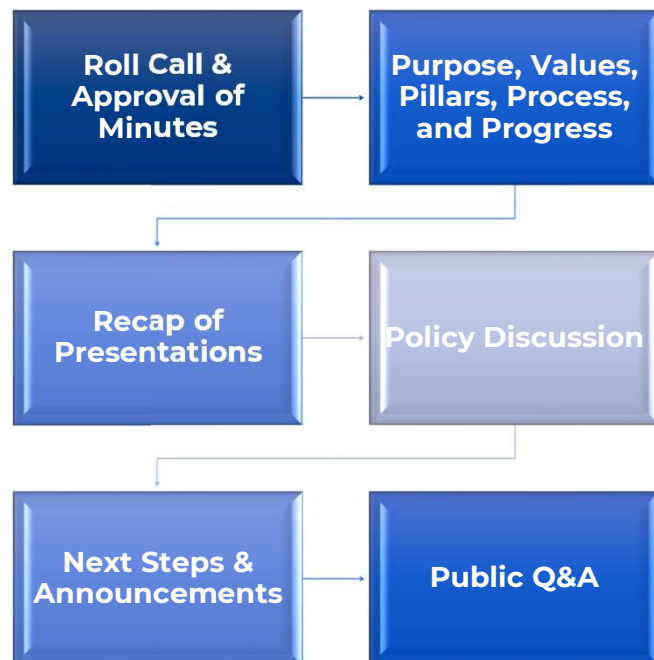 Roll Call &
Approval of
Minutes
Purpose, Values,
Pillars, Process,
and Progress
Recap of
Presentations
Policy Discussion
Next Steps &
Announcements
Public Q&A